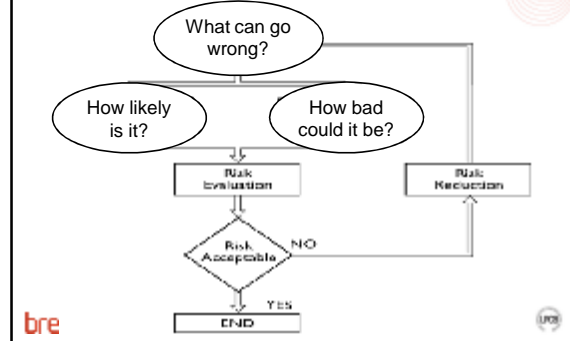 What can go
wrong?
How likely
is it?
How bad
could it be?
Risk
Evaluation
Risk
Reduction
Risk
Acceptable
NO
YES
END
bre